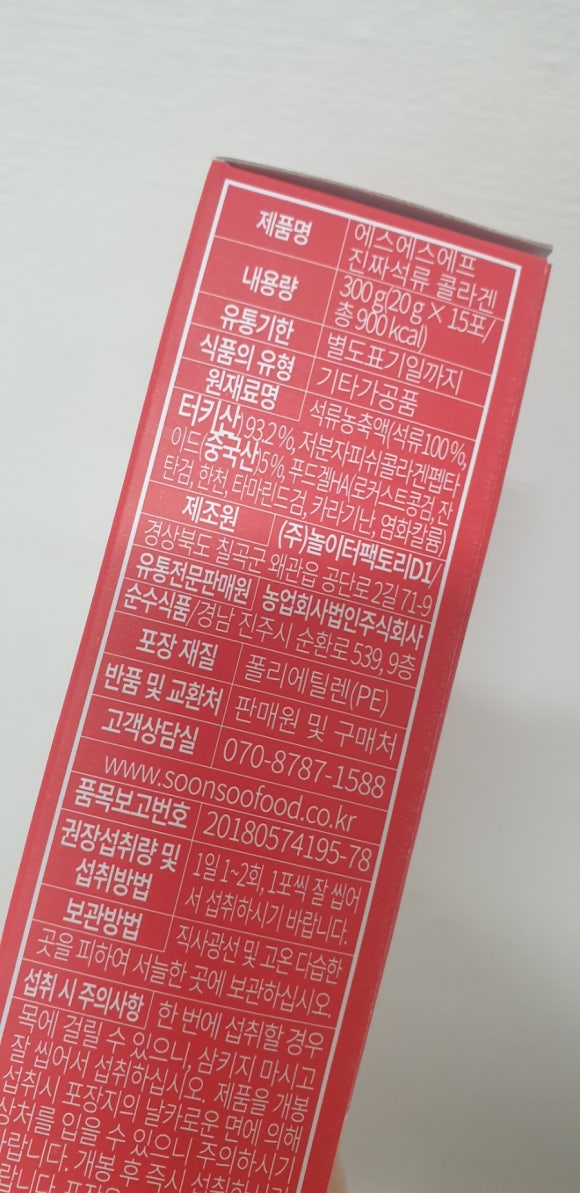 제품명 에스에스에프
진짜석류 콜라겐
내용량 300 g(20 g × 15포/
총 900 kcal)
유통기한 별도표기일까지
식품의 유형 기타가공품
원재료명 석류농축액(석류100%,
터키산)93.2%, 저분자피쉬콜라겐펩타
이드(중국산)5%, 푸드겔HA(로커스트콩검, 잔
탄검, 한천, 타마린드검, 카라기난, 염화칼륨)
제조원 (주)놀이터팩토리D1/
경상북도 칠곡군 왜관읍 공단로2길 71-9
유통전문판매원 농업회사법인주식회사
순수식품/경남 진주시 순환로 539, 9층
포장 재질 폴리에틸렌(PE)
반품 및 교환처 판매원 및 구매처
고객상담실 070-8787-1588
www.soonsoofood.co.kr
품목보고번호 20180574195-78
권장섭취량 및
섭취방법 1일 1~2회, 1포씩 잘 씹어
서 섭취하시기 바랍니다.
보관방법 직사광선 및 고온 다습한
곳을 피하여 서늘한 곳에 보관하십시오.
섭취 시 주의사항 한 번에 섭취할 경우
목에 걸릴 수 있으니, 삼키지 마시고
잘 씹어서 섭취하십시오. 제품을 개봉
섭취시 포장지의 날카로운 면에 의해
상처를 입을 수 있으니 주의하시기
바랍니다. 개봉 후 즉시